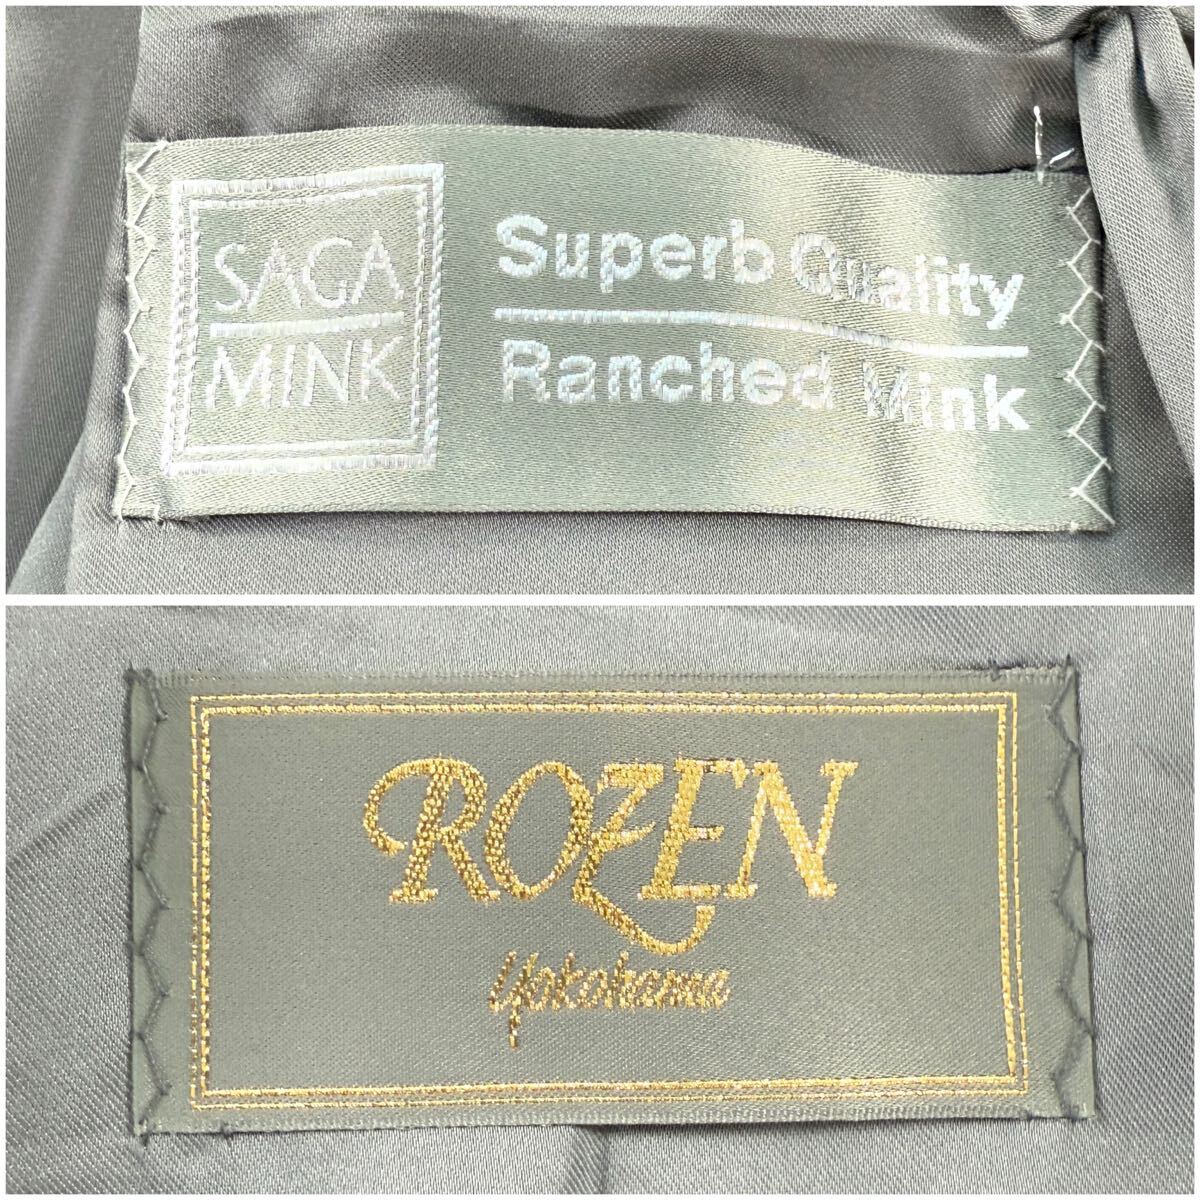 SAGA
MINK
Superb Quality
Ranched Mink
ROZEN
Yokohama